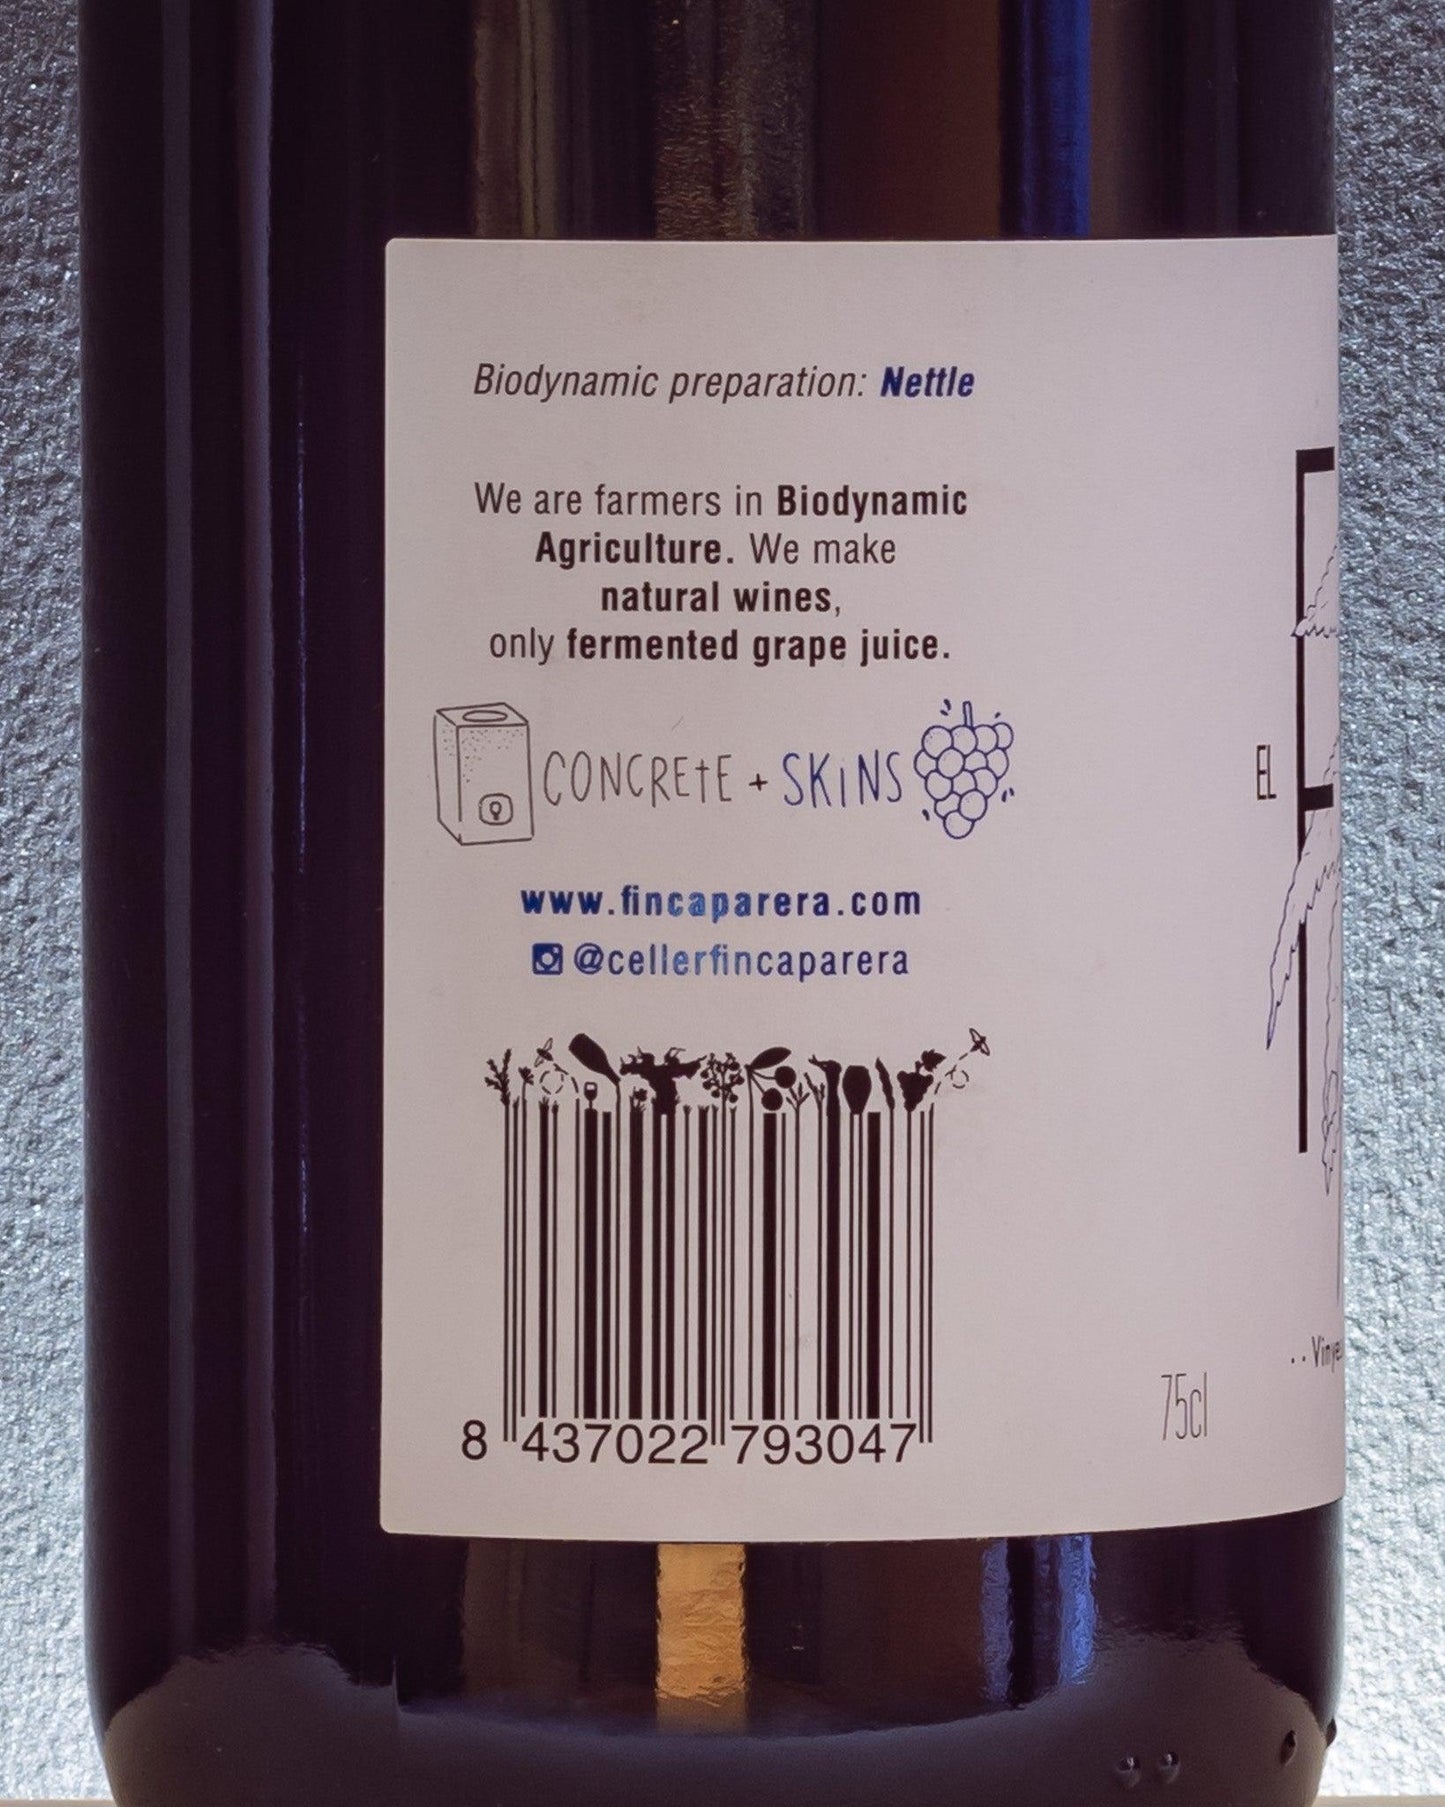 Biodynamic preparation: Nettle
We are farmers in Biodynamic
Agriculture. We make
natural wines,
only fermented grape juice.
CONCRETE + SKiNS
www.fincaparera.com
@cellerfincaparera
8 437022 793047
EL
75cl